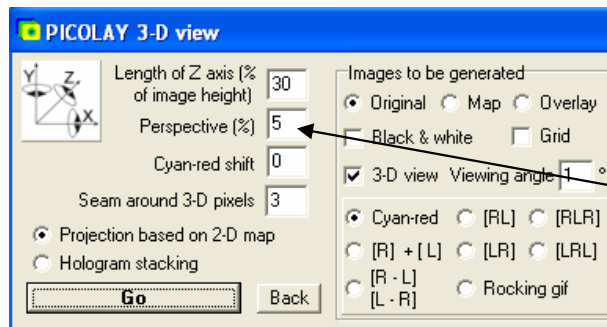 PICOLAY 3-D view
Y Z X
Length of Z axis (% of image height) 30
Perspective (%) 5
Cyan-red shift 0
Seam around 3-D pixels 3
Projection based on 2-D map
Hologram stacking
Go Back
Images to be generated
Original Map Overlay
Black & white Grid
3-D view Viewing angle 1 °
Cyan-red [RL] [RLR]
[R] + [L] [LR] [LRL]
[R - L]
[L - R] Rocking gif